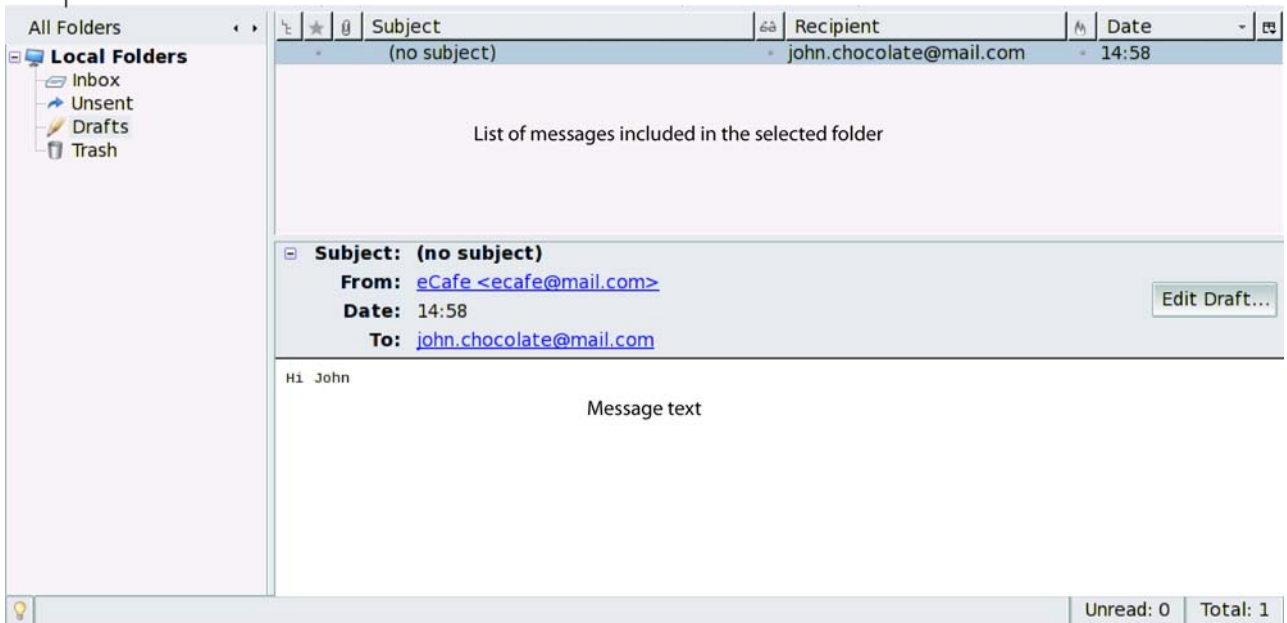 All Folders
Subject Recipient Date
Local Folders
(no subject) john.chocolate@mail.com 14:58
Inbox
Unsent
Drafts
Trash
List of messages included in the selected folder
Subject: (no subject)
From: eCafe <ecafe@mail.com>
Date: 14:58
To: john.chocolate@mail.com
Edit Draft...
Hi John
Message text
Unread: 0 Total: 1